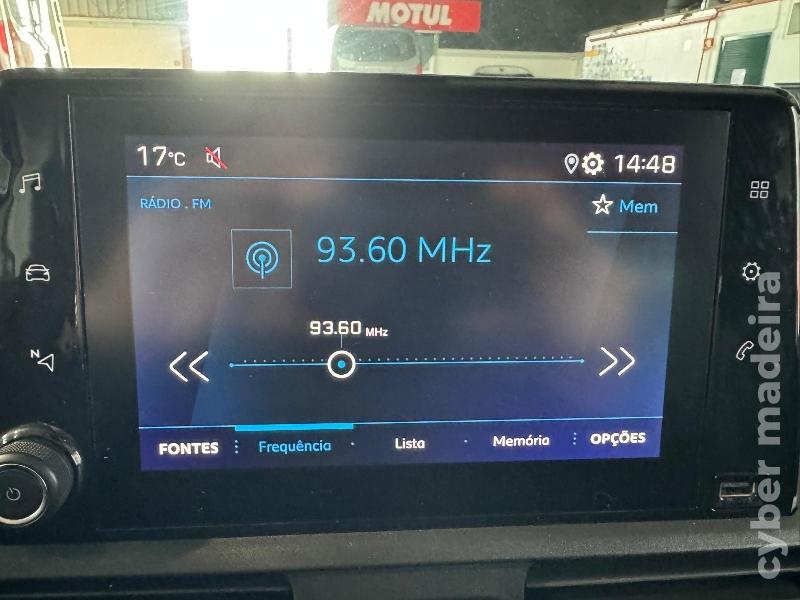 MOTUL
17°C
14:48
RÁDIO . FM
Mem
93.60 MHz
93.60 MHz
N
FONTES
Frequência
Lista
Memória
OPÇÕES
cyber madeira